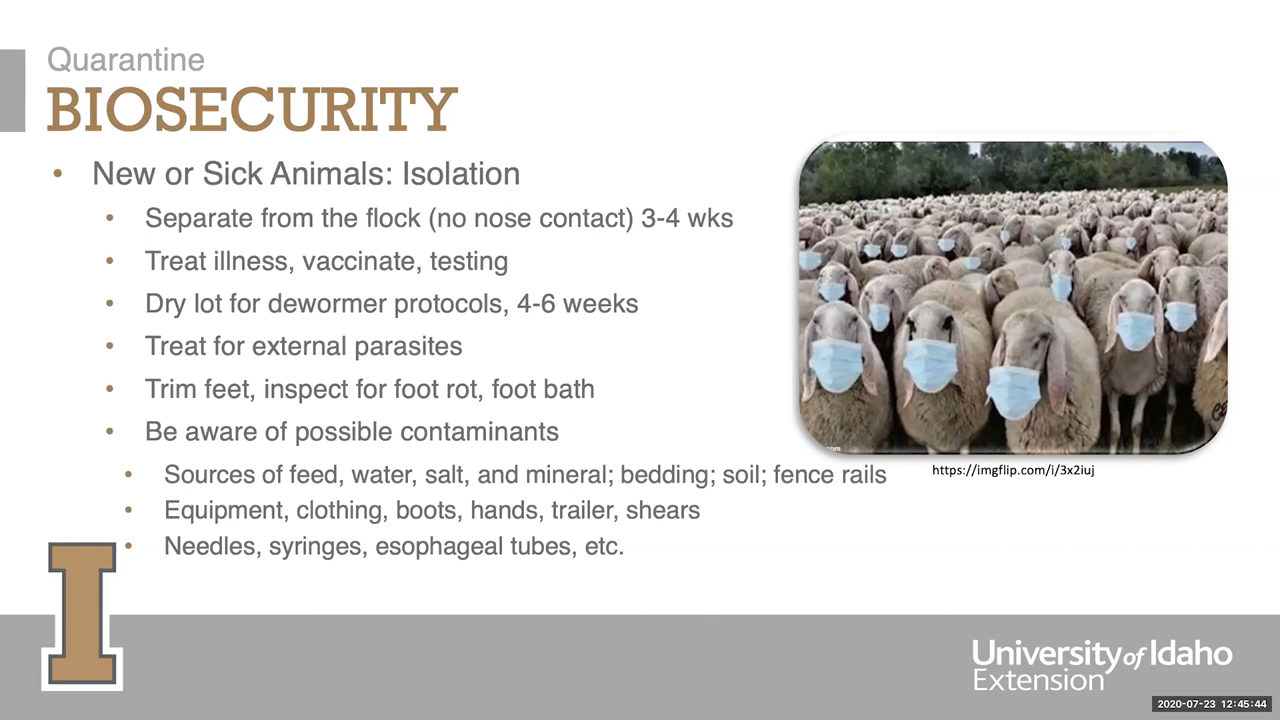 Quarantine
BIOSECURITY
• New or Sick Animals: Isolation
• Separate from the flock (no nose contact) 3-4 wks
• Treat illness, vaccinate, testing
• Dry lot for dewormer protocols, 4-6 weeks
• Treat for external parasites
• Trim feet, inspect for foot rot, foot bath
• Be aware of possible contaminants
• Sources of feed, water, salt, and mineral; bedding; soil; fence rails
• Equipment, clothing, boots, hands, trailer, shears
• Needles, syringes, esophageal tubes, etc.
https://imgflip.com/i/3x2iuj
I
University of Idaho
Extension
2020-07-23 12:45:44